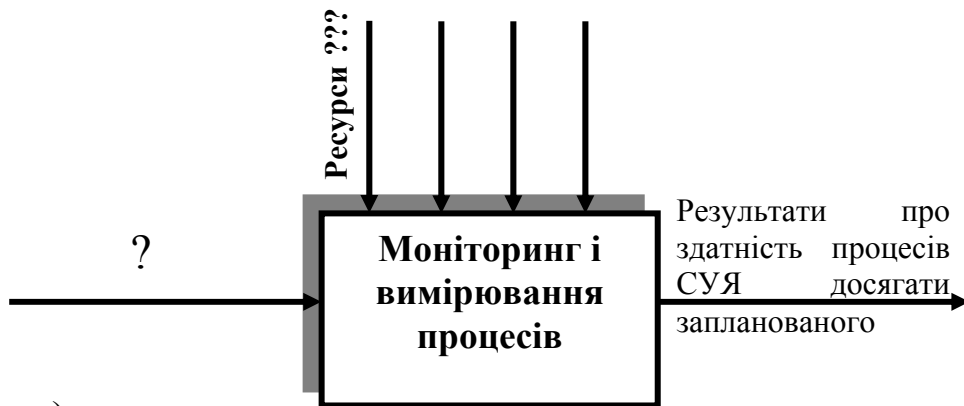 Ресурси ???
?
Моніторинг і
вимірювання
процесів
Результати про
здатність процесів
СУЯ досягати
запланованого